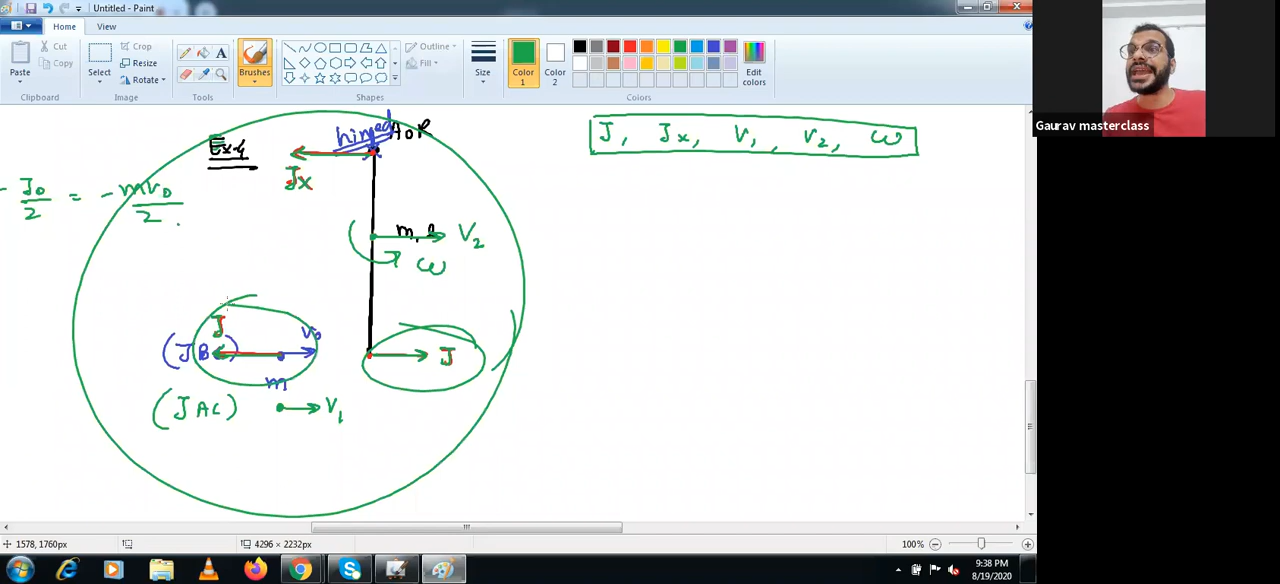 Untitled - Paint
Home View
Paste
Cut
Copy
Clipboard
Select
Crop
Resize
Rotate
Image
Tools
Brushes
Shapes
Outline
Fill
Size
Color 1
Color 2
Edit colors
Colors
Gaurav masterclass
hinged AOR
Ex-4
Jx
J, Jx, V1, V2, ω
- J0/2 = - mv0/2.
m, l
V2
ω
J
(JBC)
V0
m
J
(JAC)
V1
1578, 1760px
4296 × 2232px
100%
9:38 PM
8/19/2020